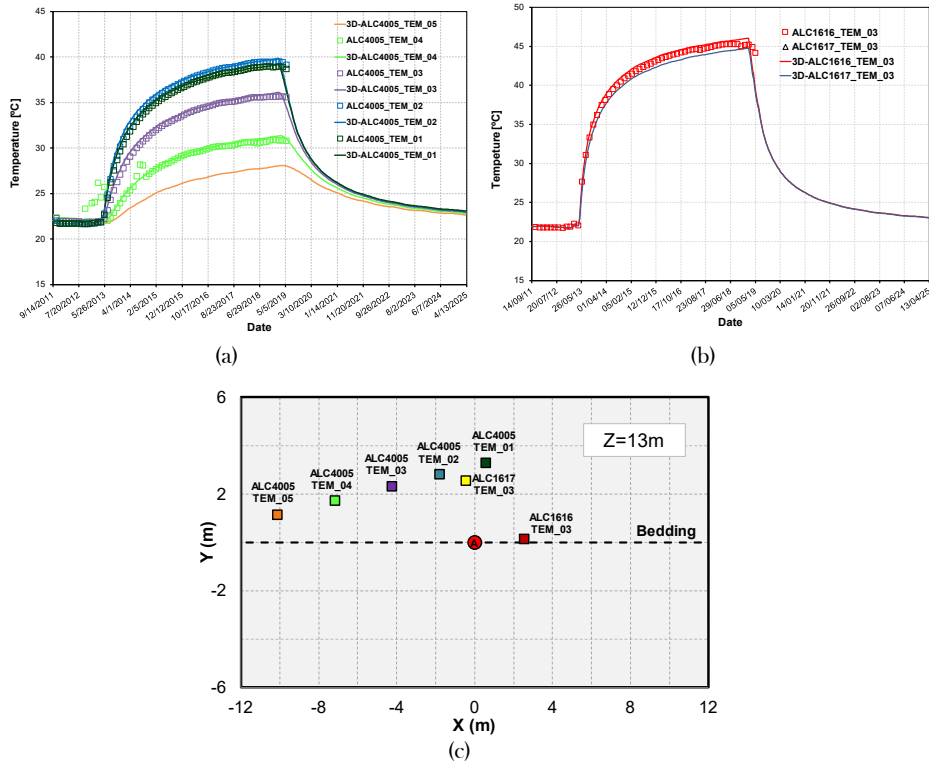 Temperature [ºC]
45
40
35
30
25
20
15
3D-ALC4005_TEM_05
ALC4005_TEM_04
3D-ALC4005_TEM_04
ALC4005_TEM_03
3D-ALC4005_TEM_03
ALC4005_TEM_02
3D-ALC4005_TEM_02
ALC4005_TEM_01
3D-ALC4005_TEM_01
9/14/2011
7/20/2012
5/26/2013
4/1/2014
2/5/2015
12/12/2015
10/17/2016
8/23/2017
6/29/2018
5/5/2019
3/10/2020
1/14/2021
11/20/2021
9/26/2022
8/2/2023
6/7/2024
4/13/2025
Date
(a)
Tempeture [ºC]
50
45
40
35
30
25
20
15
ALC1616_TEM_03
ALC1617_TEM_03
3D-ALC1616_TEM_03
3D-ALC1617_TEM_03
14/09/11
20/07/12
26/05/13
01/04/14
05/02/15
12/12/15
17/10/16
23/08/17
29/06/18
05/05/19
10/03/20
14/01/21
20/11/21
26/09/22
02/08/23
07/06/24
13/04/25
Date
(b)
Y (m)
6
2
-2
-6
Z=13m
ALC4005
TEM_05
ALC4005
TEM_04
ALC4005
TEM_03
ALC4005
TEM_02
ALC4005
TEM_01
ALC1617
TEM_03
ALC1616
TEM_03
A
Bedding
-12
-8
-4
0
4
8
12
X (m)
(c)